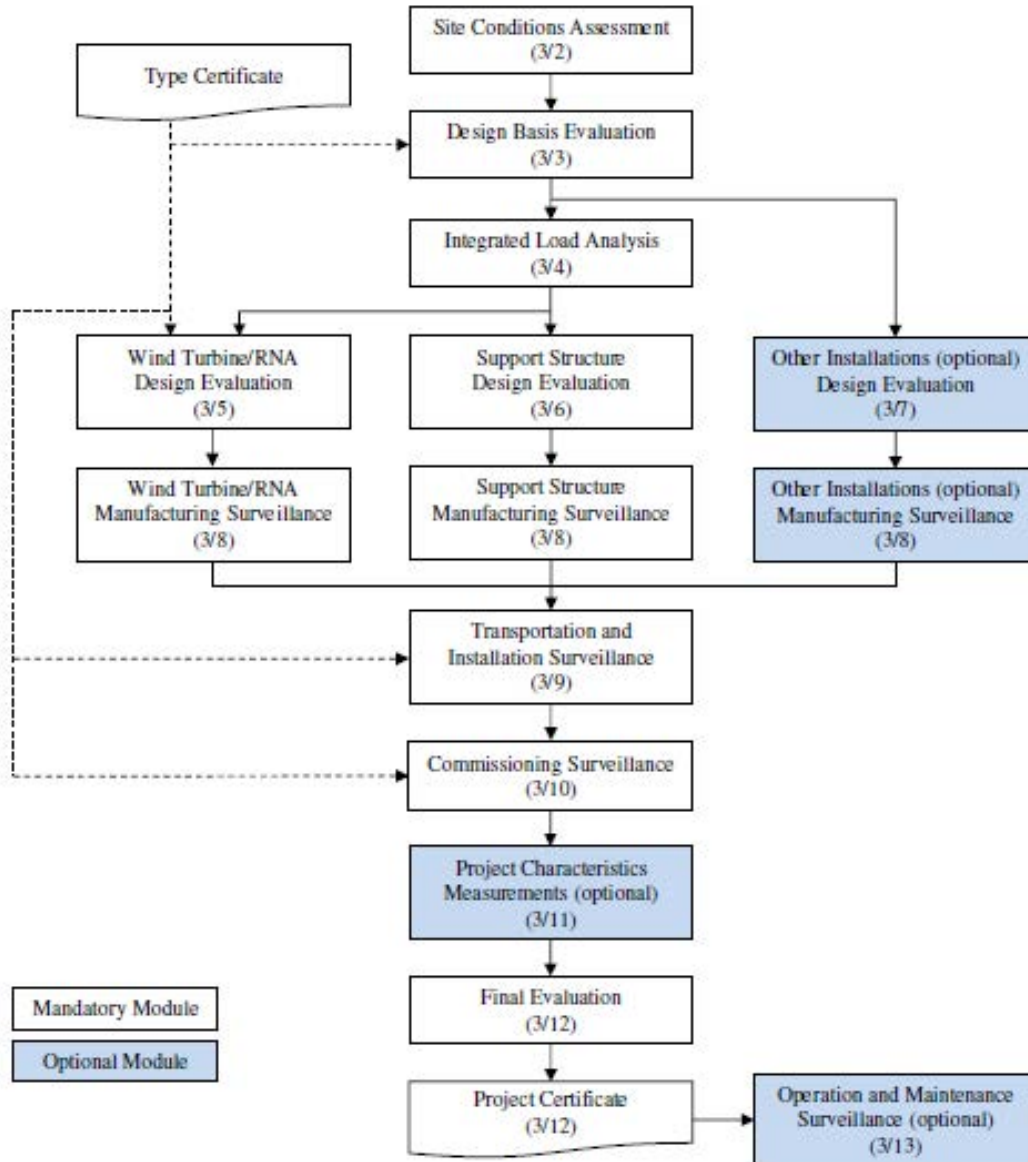 Site Conditions Assessment
(3/2)
Type Certificate
Design Basis Evaluation
(3/3)
Integrated Load Analysis
(3/4)
Wind Turbine/RNA
Design Evaluation
(3/5)
Support Structure
Design Evaluation
(3/6)
Other Installations (optional)
Design Evaluation
(3/7)
Wind Turbine/RNA
Manufacturing Surveillance
(3/8)
Support Structure
Manufacturing Surveillance
(3/8)
Other Installations (optional)
Manufacturing Surveillance
(3/8)
Transportation and
Installation Surveillance
(3/9)
Commissioning Surveillance
(3/10)
Project Characteristics
Measurements (optional)
(3/11)
Final Evaluation
(3/12)
Mandatory Module
Optional Module
Project Certificate
(3/12)
Operation and Maintenance
Surveillance (optional)
(3/13)